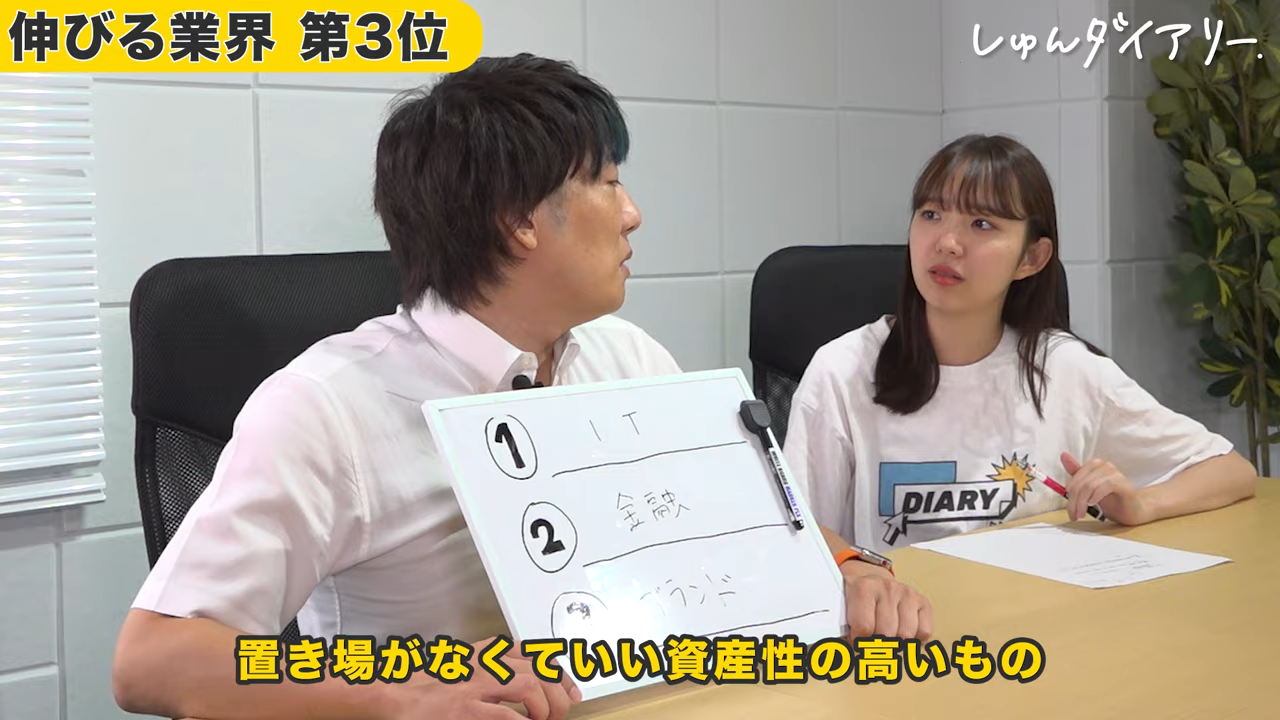 伸びる業界 第3位
しゅんダイアリー.
1 IT
2 金融
ブランド
DIARY
置き場がなくていい資産性の高いもの